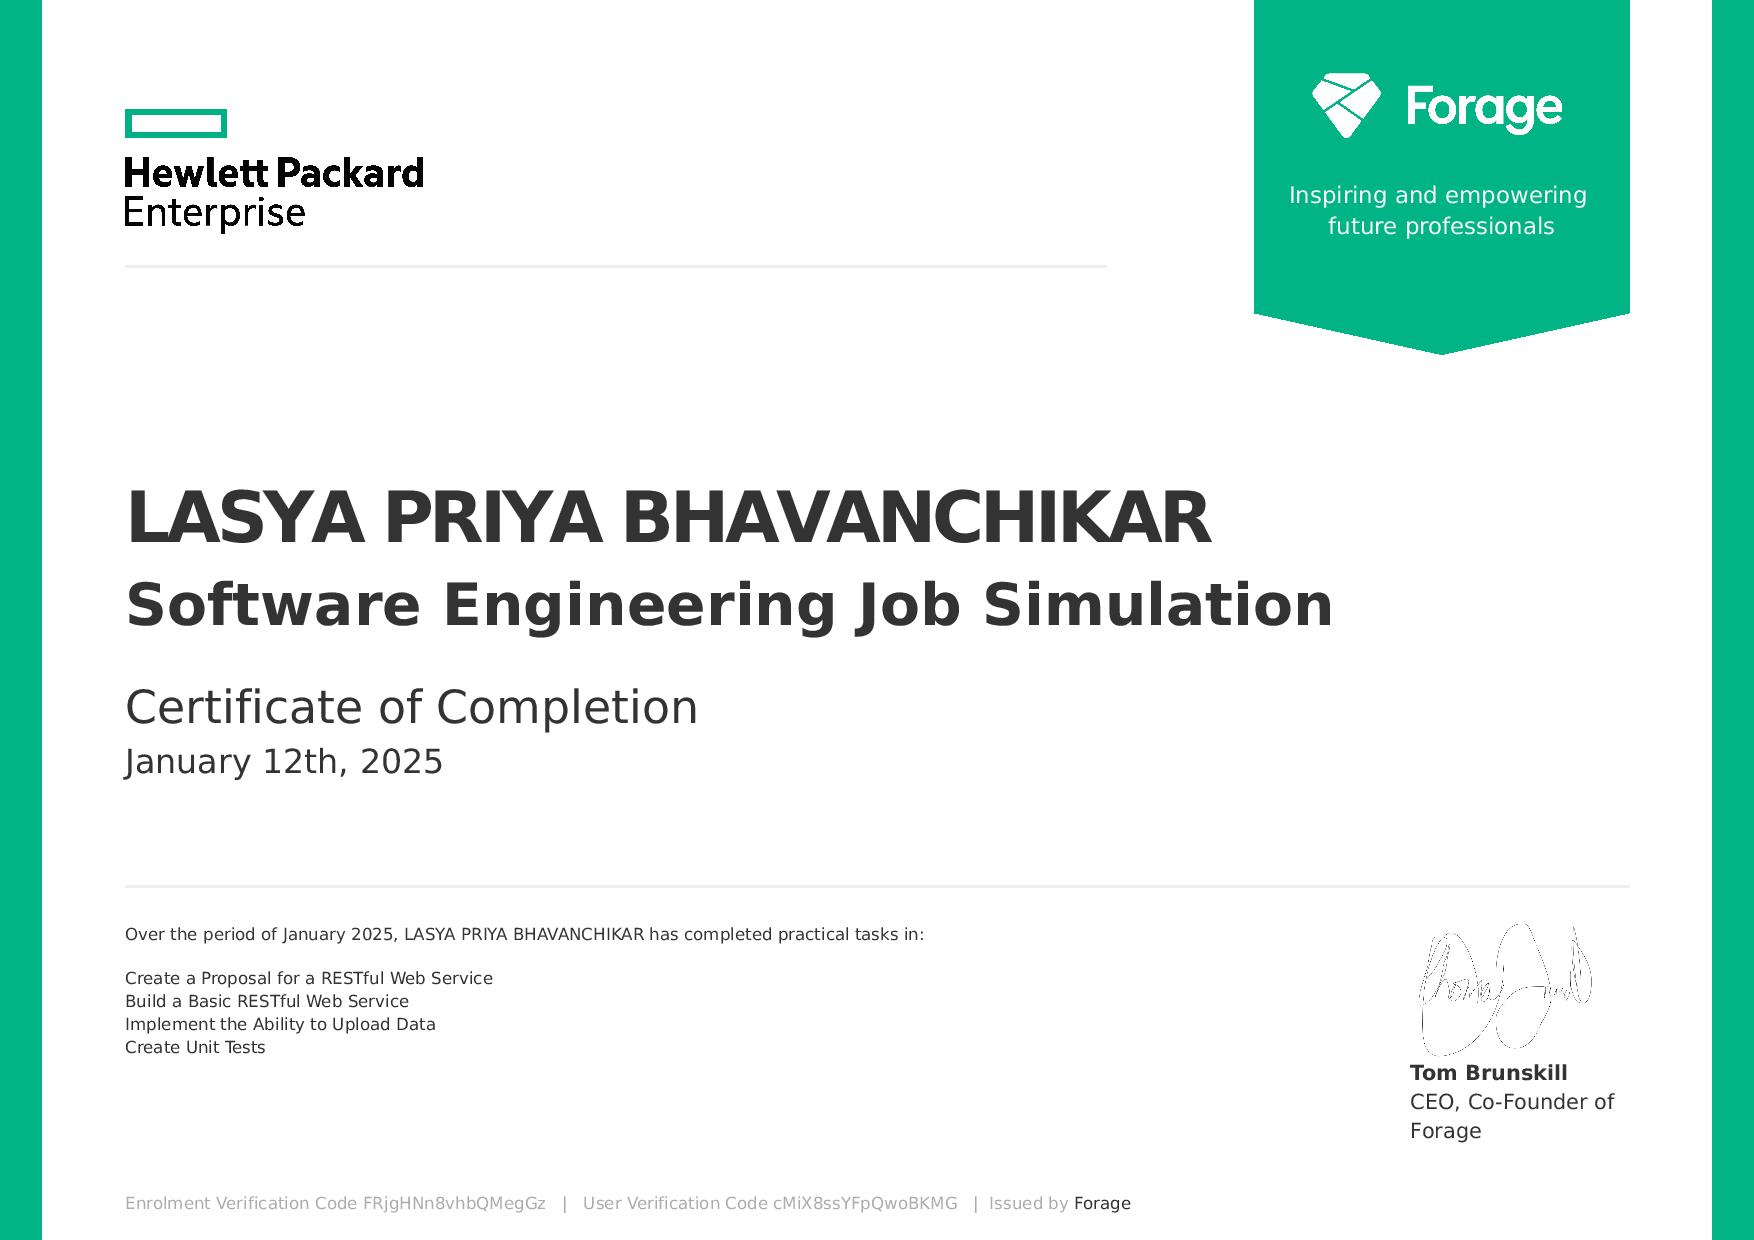 Hewlett Packard
Enterprise
Forage
Inspiring and empowering
future professionals
LASYA PRIYA BHAVANCHIKAR
Software Engineering Job Simulation
Certificate of Completion
January 12th, 2025
Over the period of January 2025, LASYA PRIYA BHAVANCHIKAR has completed practical tasks in:
Create a Proposal for a RESTful Web Service
Build a Basic RESTful Web Service
Implement the Ability to Upload Data
Create Unit Tests
Tom Brunskill
CEO, Co-Founder of
Forage
Enrolment Verification Code FRjgHNn8vhbQMegGz | User Verification Code cMiX8ssYFpQwoBKMG | Issued by Forage